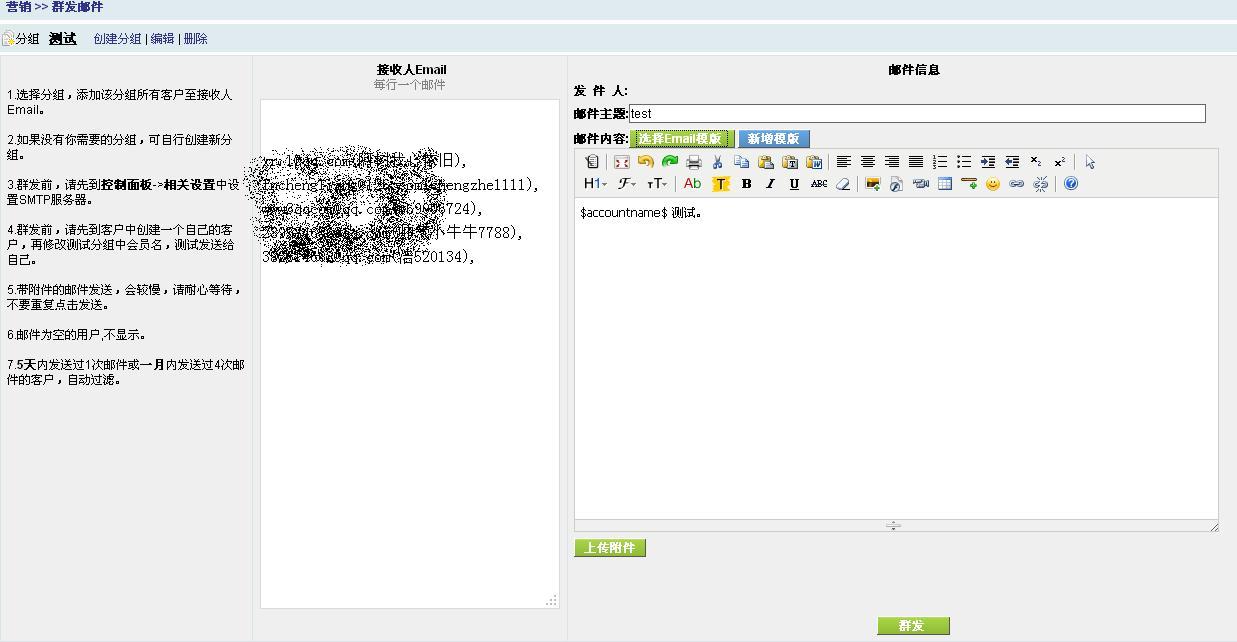 营销 >> 群发邮件
分组 测试 创建分组 | 编辑 | 删除
1.选择分组，添加该分组所有客户至接收人
Email。
2.如果没有你需要的分组，可自行创建新分
组。
3.群发前，请先到控制面板->相关设置中设
置SMTP服务器。
4.群发前，请先到客户中创建一个自己的客
户，再修改测试分组中会员名，测试发送给
自己。
5.带附件的邮件发送，会较慢，请耐心等待，
不要重复点击发送。
6.邮件为空的用户,不显示。
7.5天内发送过1次邮件或一月内发送过4次邮
件的客户，自动过滤。
接收人Email
每行一个邮件
依旧),
chengzhe1111),
6724),
小牛牛7788),
520134),
邮件信息
发 件 人:
邮件主题: test
邮件内容: 选择Email模版 新增模版
H1 F тT Ab T B I U ABC
$accountname$ 测试。
上传附件
群发